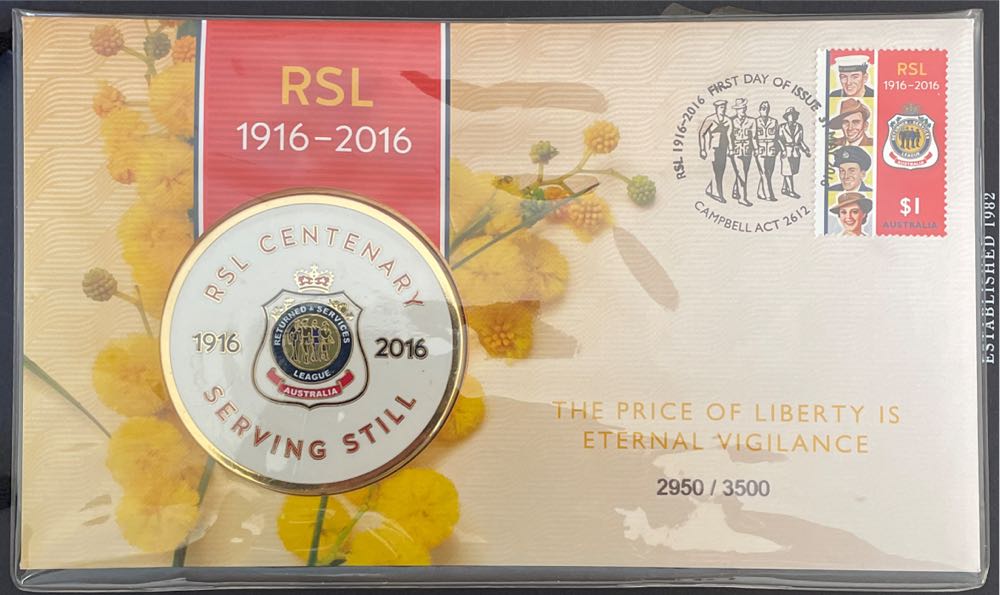 RSL
1916-2016
RSL CENTENARY
1916
2016
RETURNED & SERVICES
LEAGUE
AUSTRALIA
SERVING STILL
RSL 1916-2016 FIRST DAY OF ISSUE
CAMPBELL ACT 2612
RSL
1916-2016
LEAGUE
AUSTRALIA
$1
AUSTRALIA
THE PRICE OF LIBERTY IS
ETERNAL VIGILANCE
2950 / 3500
ESTABLISHED 1982